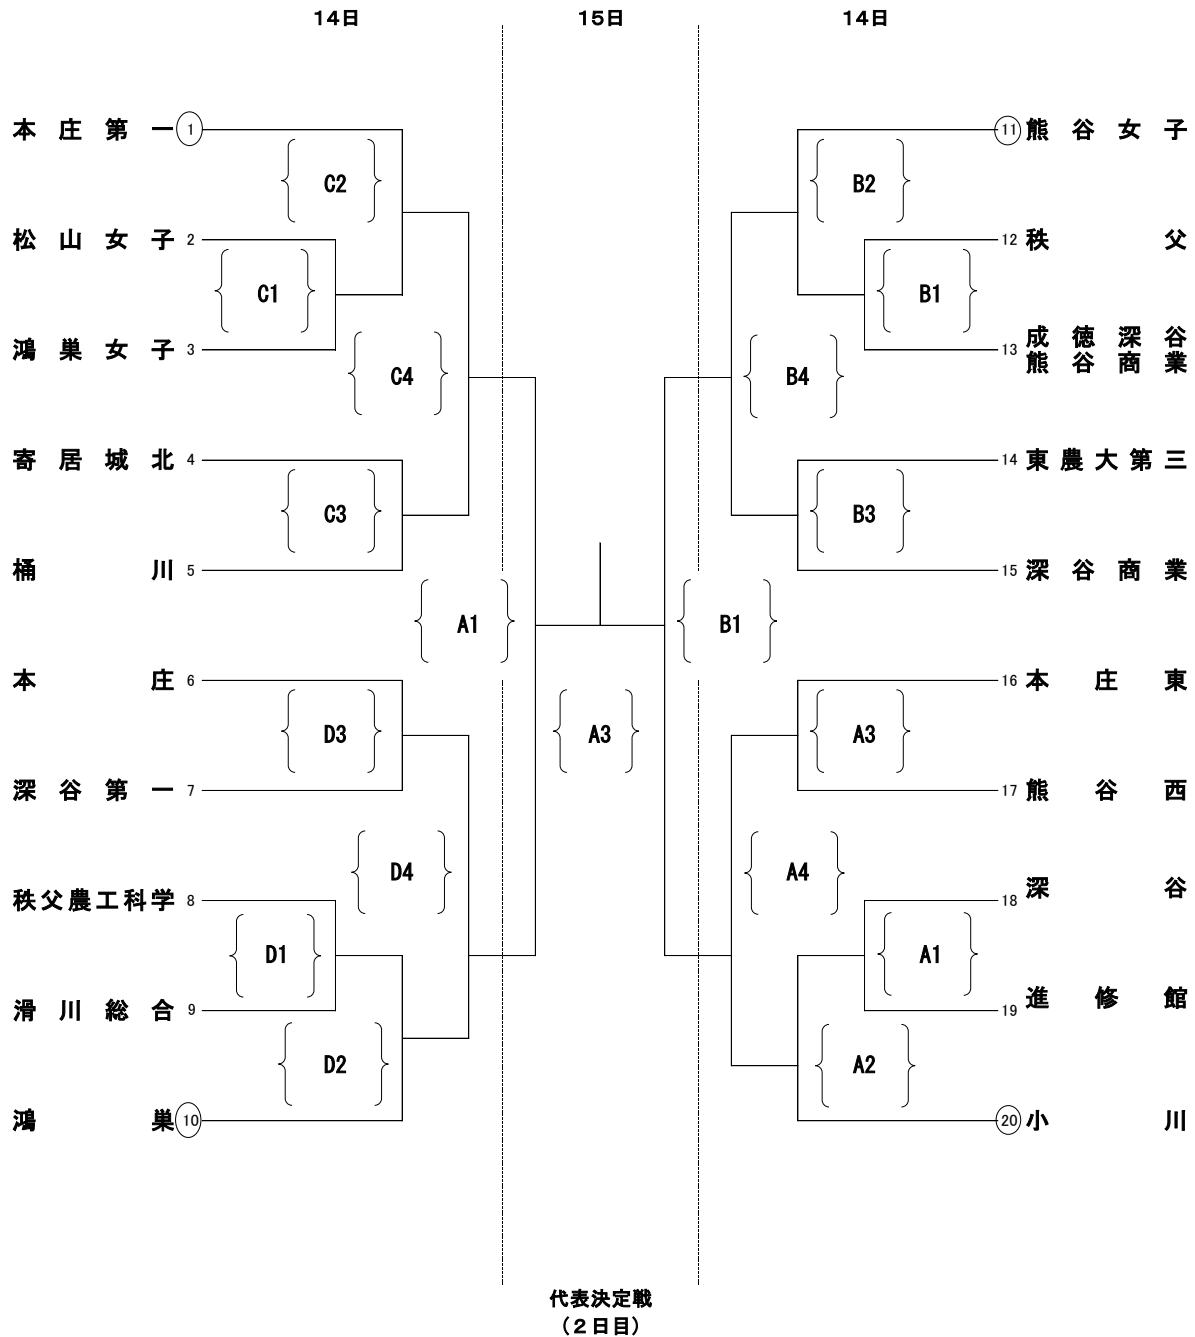 14日 15日 14日
本庄第一 1
C2
松山女子 2
C1
鴻巣女子 3
C4
寄居城北 4
C3
桶川 5
A1
本庄 6
D3
深谷第一 7
D4
秩父農工科学 8
D1
滑川総合 9
D2
鴻巣 10
A3
11 熊谷女子
B2
12 秩父
B1
13 成徳深谷
熊谷商業
B4
14 東農大第三
B3
15 深谷商業
B1
16 本庄東
A3
17 熊谷西
A4
18 深谷
A1
19 進修館
A2
20 小川
代表決定戦
(2日目)